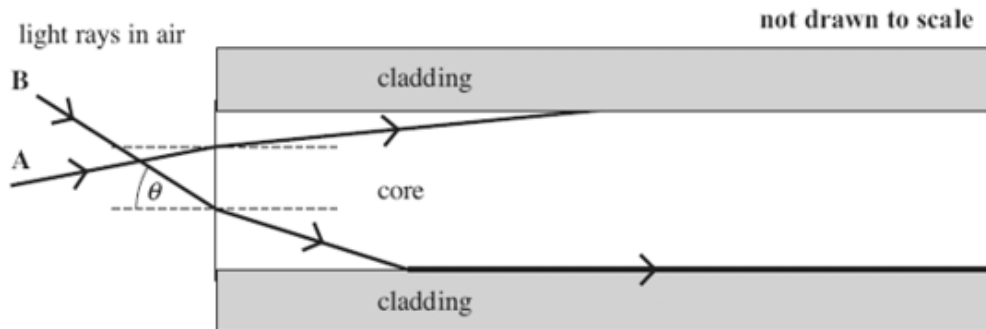 not drawn to scale
light rays in air
B
cladding
A
θ
core
cladding